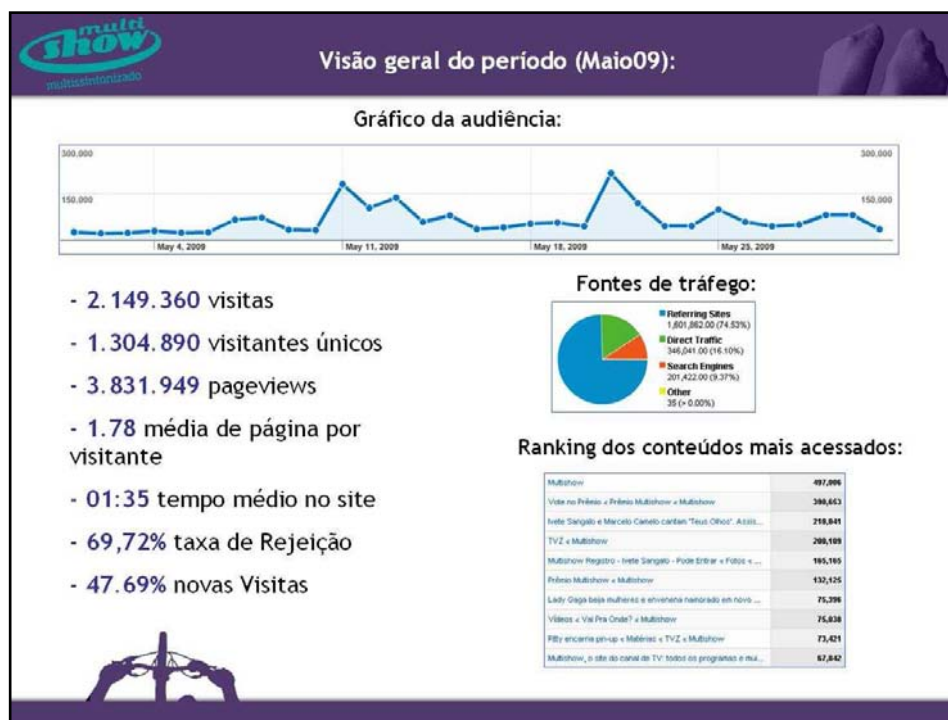 multi
show
multissintonizado
Visão geral do período (Maio09):
Gráfico da audiência:
300,000
300,000
150,000
150,000
May 4, 2009
May 11, 2009
May 18, 2009
May 25, 2009
- 2.149.360 visitas
- 1.304.890 visitantes únicos
- 3.831.949 pageviews
- 1.78 média de página por
visitante
- 01:35 tempo médio no site
- 69,72% taxa de Rejeição
- 47.69% novas Visitas
Fontes de tráfego:
Referring Sites
1,601,862.00 (74.53%)
Direct Traffic
346,041.00 (16.10%)
Search Engines
201,422.00 (9.37%)
Other
35 (> 0.00%)
Ranking dos conteúdos mais acessados:
Multishow 497,006
Vote no Prêmio « Prêmio Multishow « Multishow 390,653
Ivete Sangalo e Marcelo Camelo cantam 'Teus Olhos'. Assis... 210,841
TVZ « Multishow 200,109
Multishow Registro - Ivete Sangalo - Pode Entrar « Fotos « ... 165,165
Prêmio Multishow « Multishow 132,125
Lady Gaga beija mulheres e envenena namorado em novo ... 75,396
Vídeos « Vai Pra Onde? « Multishow 75,038
Pitty encarna pin-up « Matérias « TVZ « Multishow 73,421
Multishow, o site do canal de TV: todos os programas e mui... 67,842